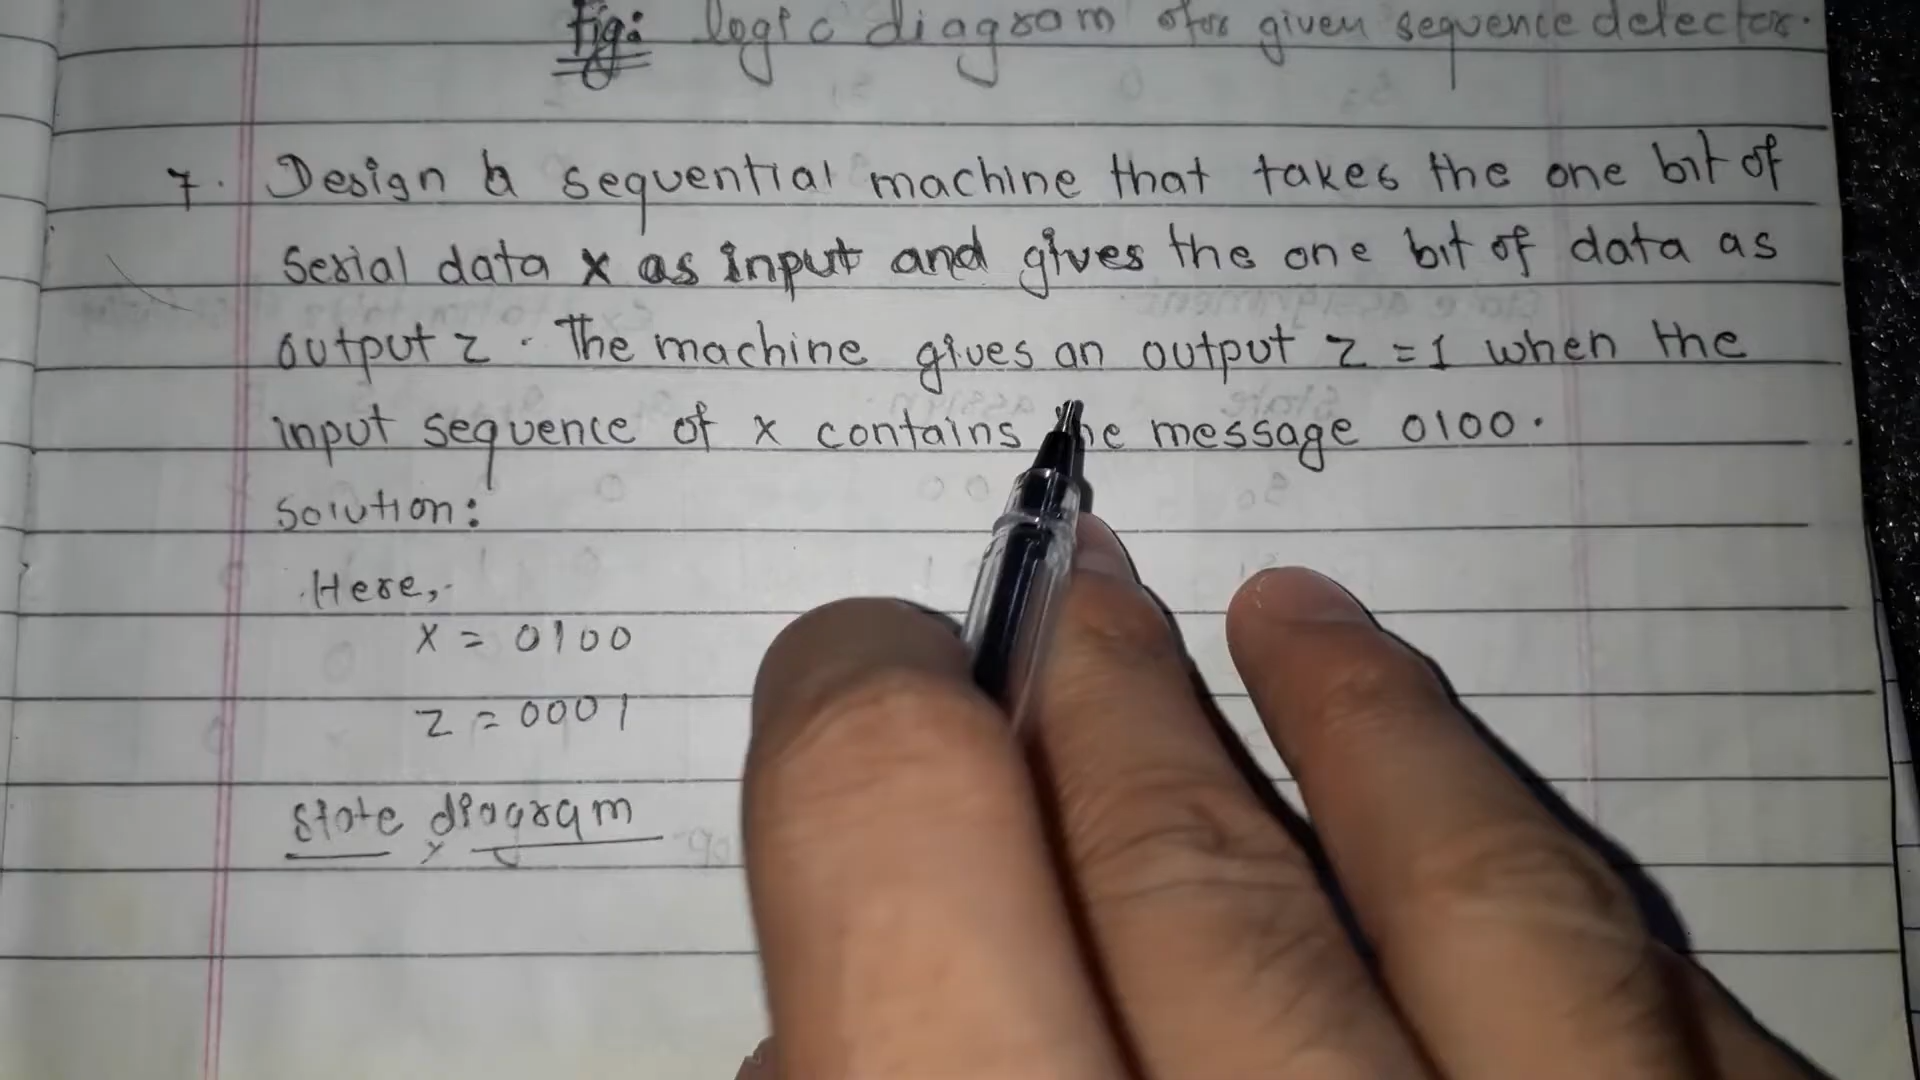 fig: logic diagram ofor given sequence detector.
7. Design a sequential machine that takes the one bit of
serial data x as input and gives the one bit of data as
output z. The machine gives an output z = 1 when the
input sequence of x contains the message 0100.
Solution:
Here,
x = 0100
z = 0001
State diagram